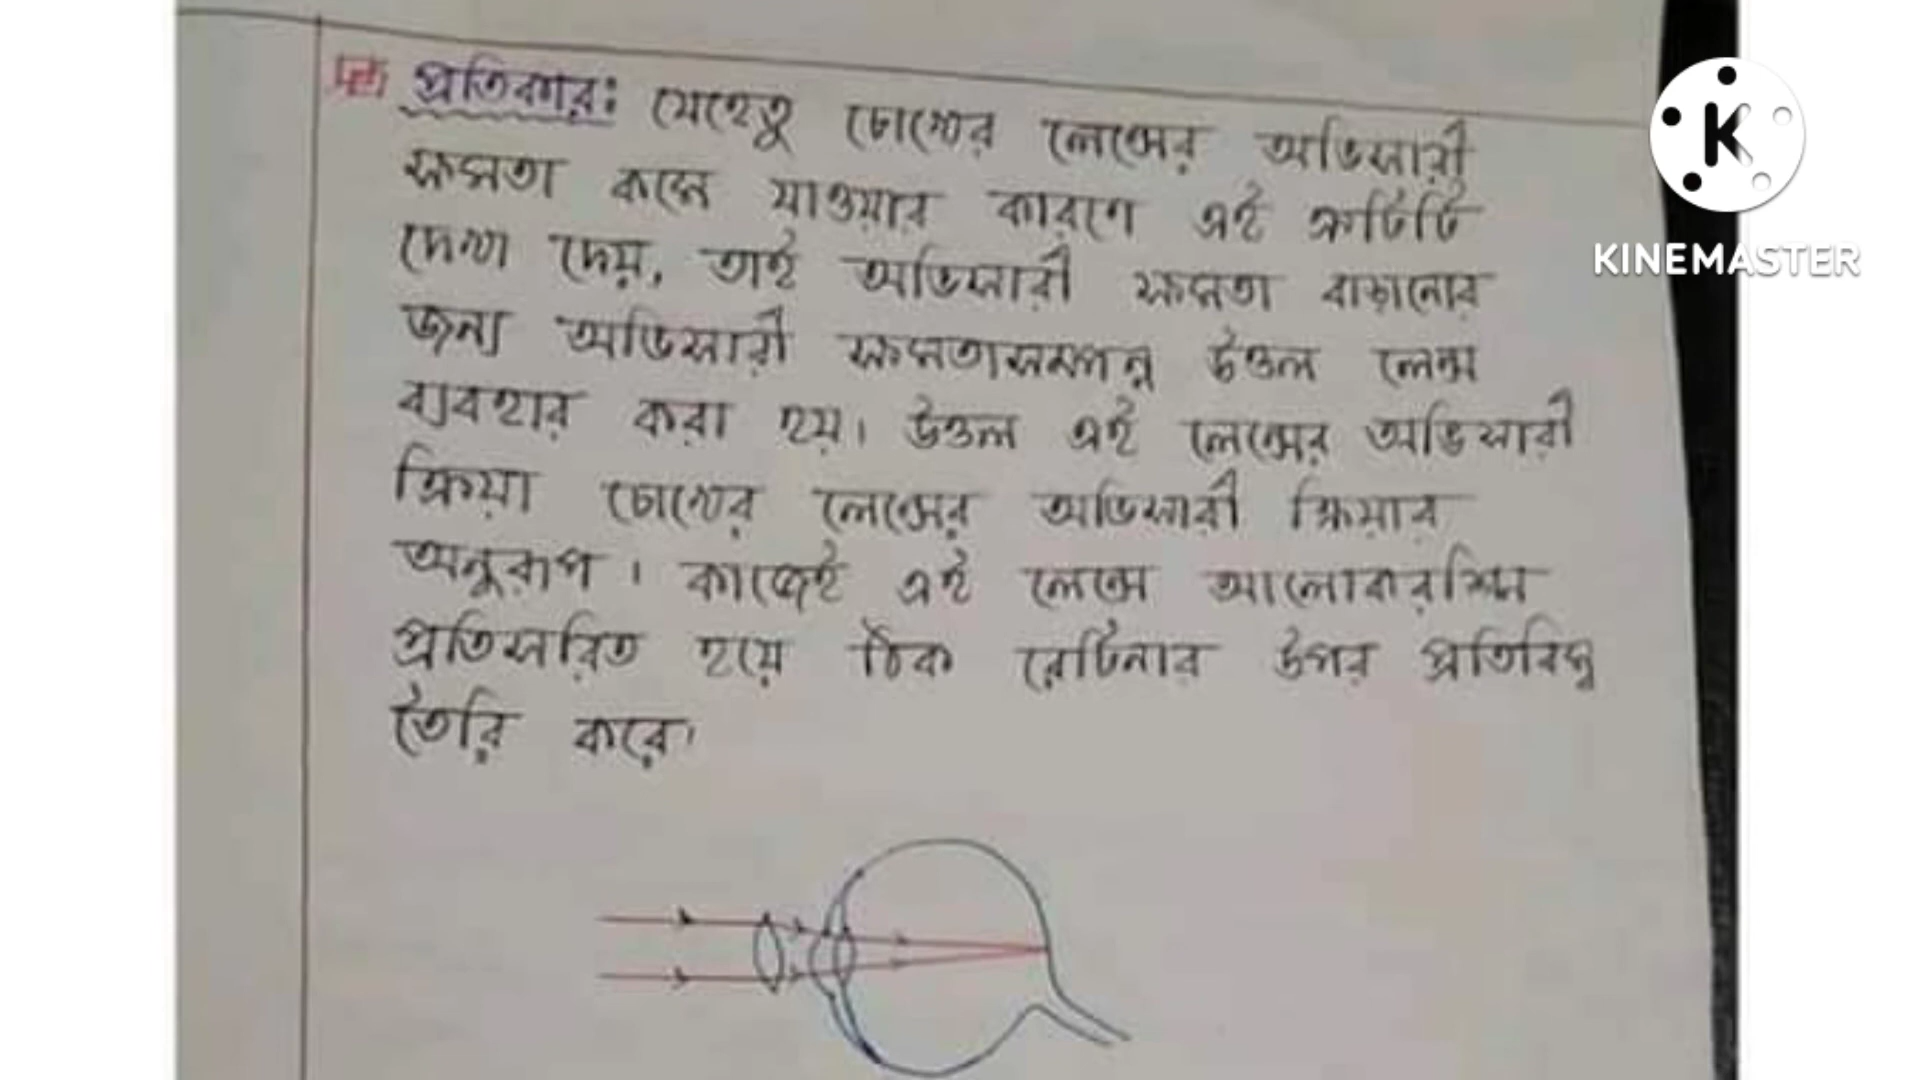 প্রতিকার: যেহেতু চোখের লেন্সের অভিসারী
ক্ষমতা কমে যাওয়ার কারণে এই ত্রুটিটি
দেখা দেয়, তাই অভিসারী ক্ষমতা বাড়ানোর
জন্য অভিসারী ক্ষমতাসম্পন্ন উত্তল লেন্স
ব্যবহার করা হয়। উত্তল এই লেন্সের অভিসারী
ক্রিয়া চোখের লেন্সের অভিসারী ক্রিয়ার
অনুরূপ। কাজেই এই লেন্সে আলোকরশ্মি
প্রতিসরিত হয়ে ঠিক রেটিনার উপর প্রতিবিম্ব
তৈরি করে।
K
KINEMASTER